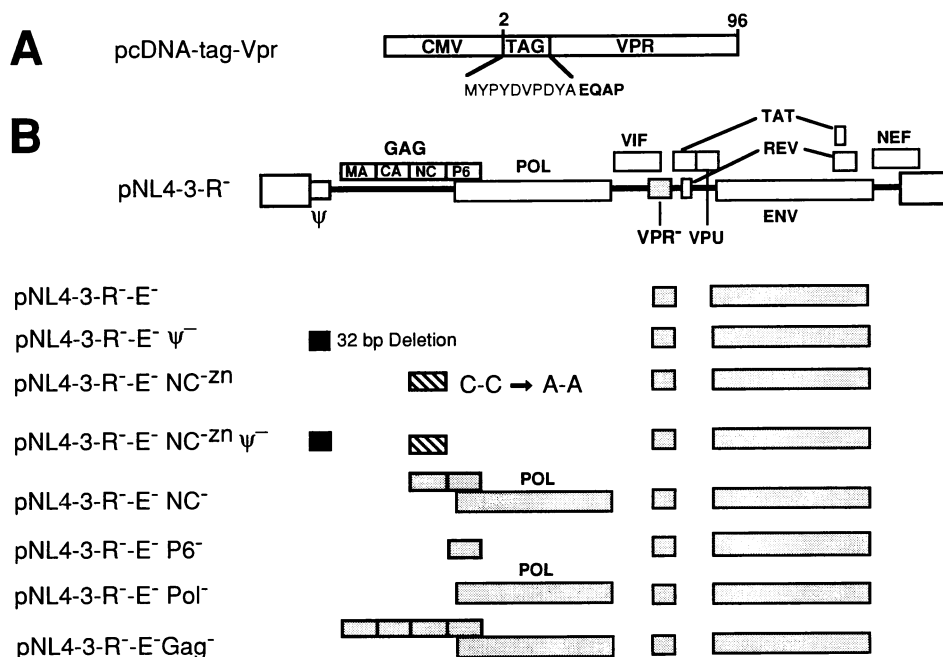 A
pcDNA-tag-Vpr
2
96
CMV TAG VPR
MYPYDVPDYAEQAP
B
pNL4-3-R⁻
GAG
MA CA NC P6
POL
VIF
TAT
REV
NEF
ψ
VPR⁻
VPU
ENV
pNL4-3-R⁻-E⁻
pNL4-3-R⁻-E⁻ ψ⁻
32 bp Deletion
pNL4-3-R⁻-E⁻ NC⁻ᶻⁿ
C-C → A-A
pNL4-3-R⁻-E⁻ NC⁻ᶻⁿ ψ⁻
pNL4-3-R⁻-E⁻ NC⁻
POL
pNL4-3-R⁻-E⁻ P6⁻
pNL4-3-R⁻-E⁻ Pol⁻
POL
pNL4-3-R⁻-E⁻Gag⁻